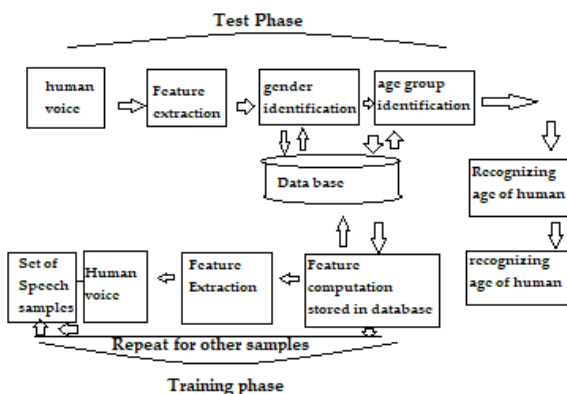 Test Phase
human
voice
Feature
extraction
gender
identification
age group
identification
Data base
Recognizing
age of human
recognizing
age of human
Set of
Speech
samples
Human
voice
Feature
Extraction
Feature
computation
stored in database
Repeat for other samples
Training phase